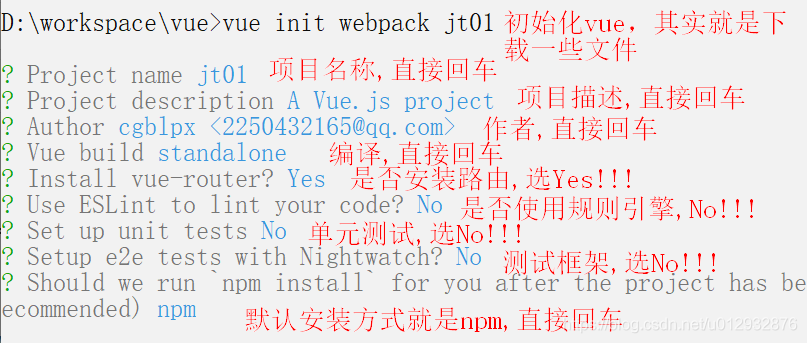 D:\workspace\vue>vue init webpack jt01 初始化vue，其实就是下
载一些文件
? Project name jt01 项目名称,直接回车
? Project description A Vue.js project 项目描述,直接回车
? Author cgblpx <2250432165@qq.com> 作者,直接回车
? Vue build standalone 编译,直接回车
? Install vue-router? Yes 是否安装路由,选Yes!!!
? Use ESLint to lint your code? No 是否使用规则引擎,No!!!
? Set up unit tests No 单元测试,选No!!!
? Setup e2e tests with Nightwatch? No 测试框架,选No!!!
? Should we run `npm install` for you after the project has be
ecommended) npm 默认安装方式就是npm,直接回车
https://blog.csdn.net/u012932876